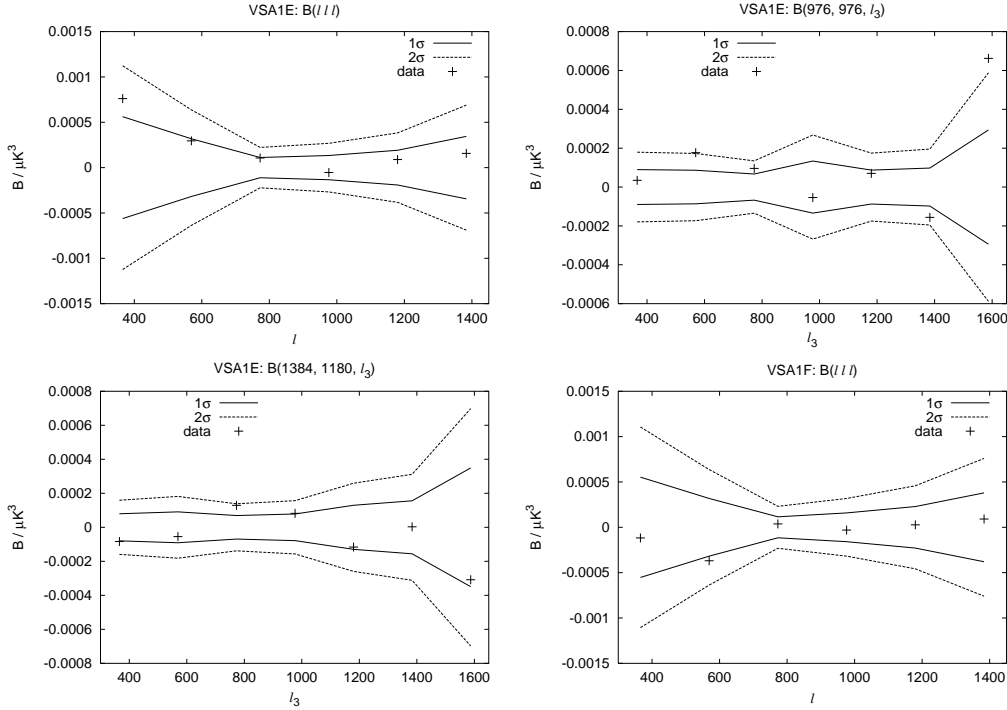 VSA1E: B(l l l)
B / μK³
0.0015
0.001
0.0005
0
-0.0005
-0.001
-0.0015
1σ
2σ
data
400 600 800 1000 1200 1400
l
VSA1E: B(976, 976, l₃)
B / μK³
0.0008
0.0006
0.0004
0.0002
0
-0.0002
-0.0004
-0.0006
1σ
2σ
data
400 600 800 1000 1200 1400 1600
l₃
VSA1E: B(1384, 1180, l₃)
B / μK³
0.0008
0.0006
0.0004
0.0002
0
-0.0002
-0.0004
-0.0006
-0.0008
1σ
2σ
data
400 600 800 1000 1200 1400 1600
l₃
VSA1F: B(l l l)
B / μK³
0.0015
0.001
0.0005
0
-0.0005
-0.001
-0.0015
1σ
2σ
data
400 600 800 1000 1200 1400
l